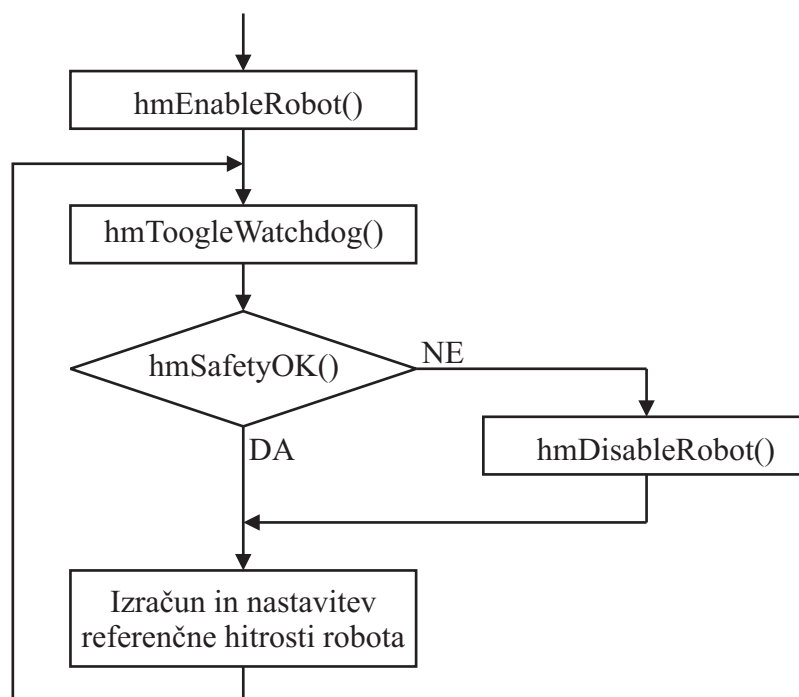 hmEnableRobot()
hmToogleWatchdog()
hmSafetyOK()
NE
DA
hmDisableRobot()
Izračun in nastavitev
referenčne hitrosti robota